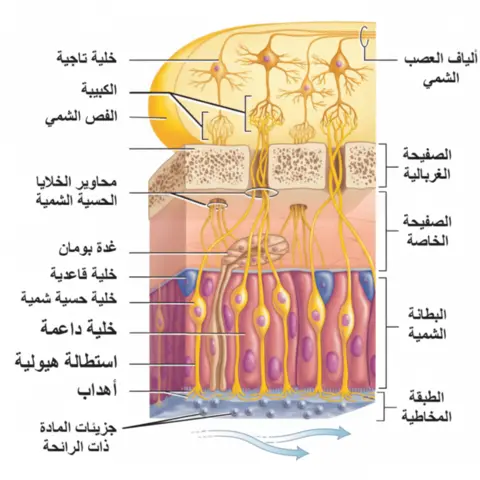 خلية تاجية
الكبيبة
الفص الشمي
محاوير الخلايا
الحسية الشمية
غدة بومان
خلية قاعدية
خلية حسية شمية
خلية داعمة
استطالة هيولية
أهداب
جزيئات المادة
ذات الرائحة
ألياف العصب
الشمي
الصفيحة
الغربالية
الصفيحة
الخاصة
البطانة
الشمية
الطبقة
المخاطية